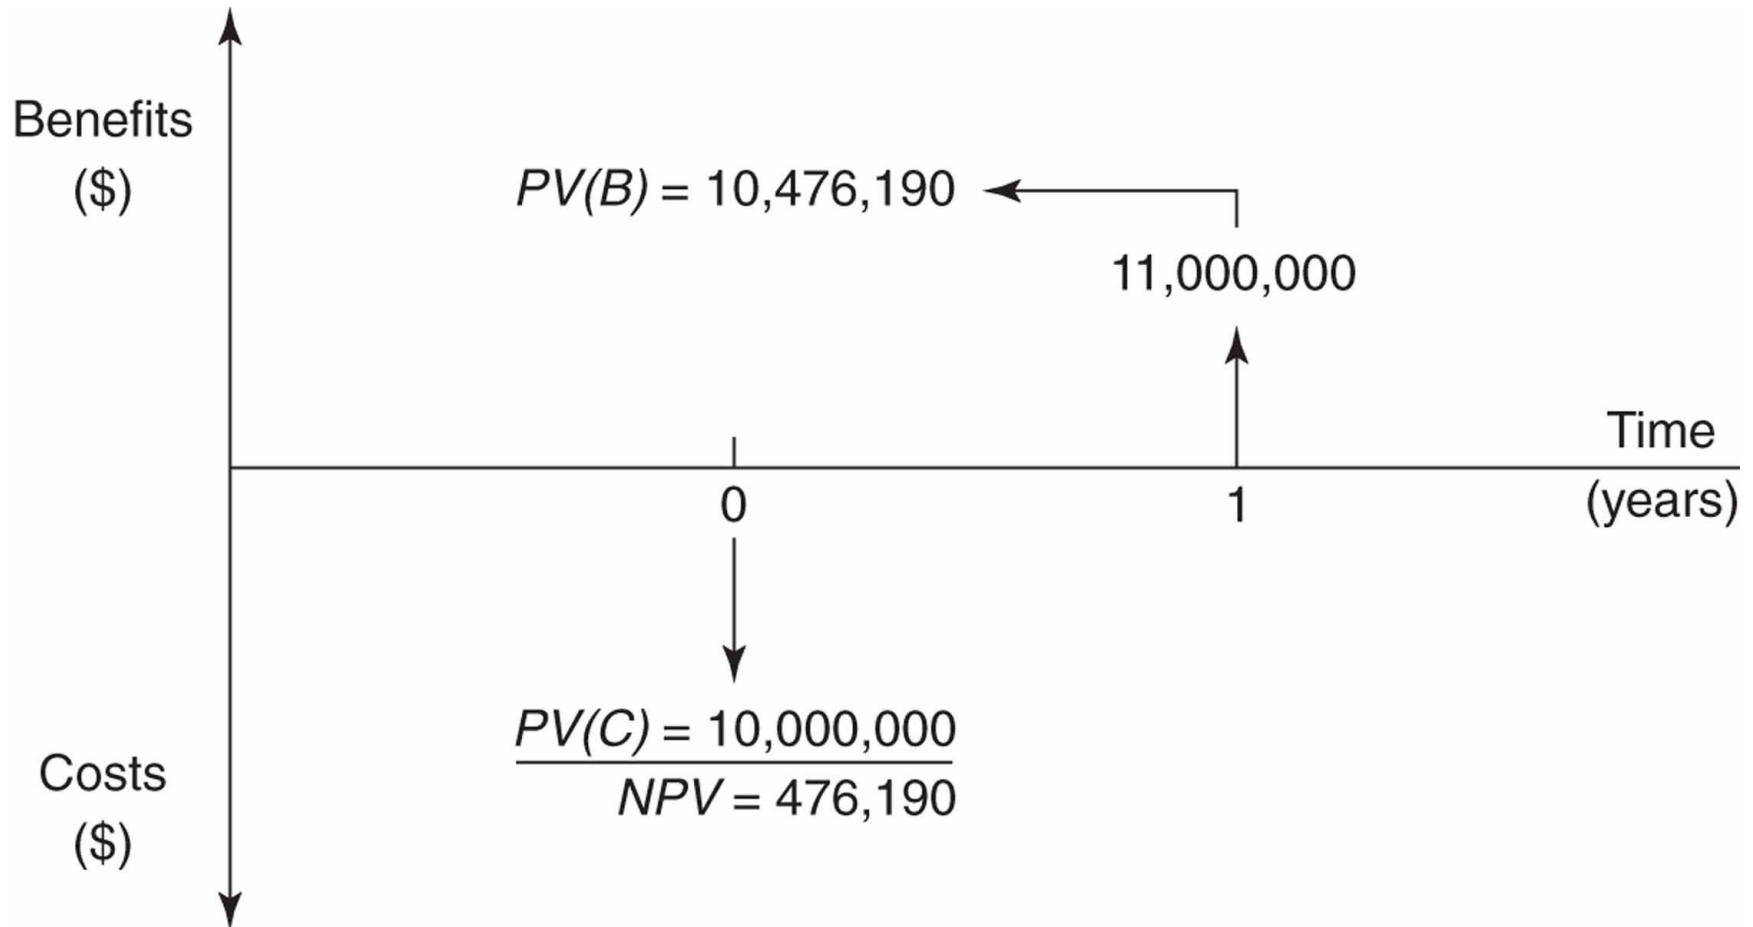 Benefits
($)
PV(B) = 10,476,190
11,000,000
Time
(years)
0
1
PV(C) = 10,000,000
NPV = 476,190
Costs
($)